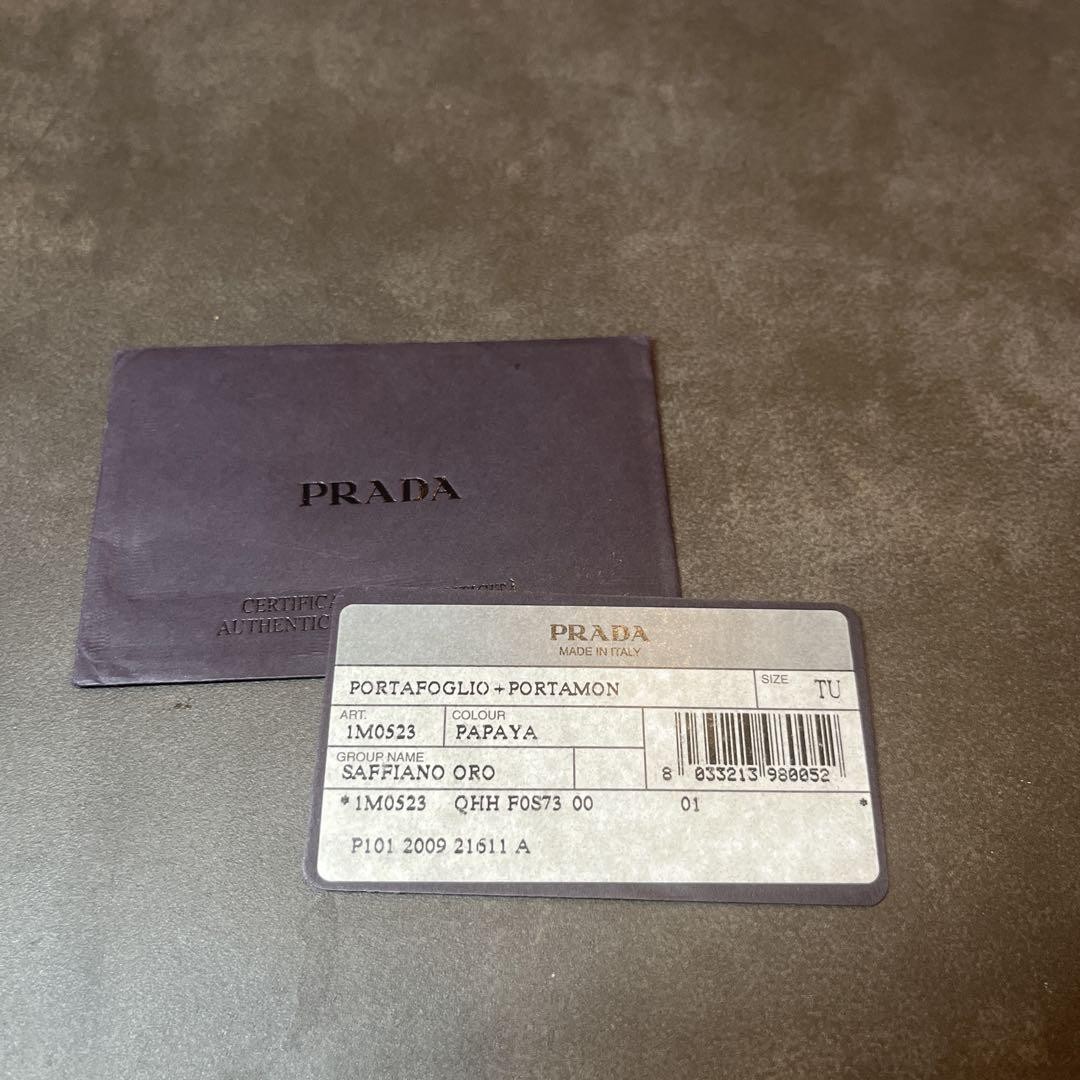 PRADA
AUTHENTIC
PRADA
MADE IN ITALY
PORTAFOGLIO+PORTAMON
SIZE
TU
ART.
1M0523
COLOUR
PAPAYA
GROUP NAME
SAFFIANO ORO
8 033213 980052
*1M0523 QHH F0S73 00 01 *
P101 2009 21611 A